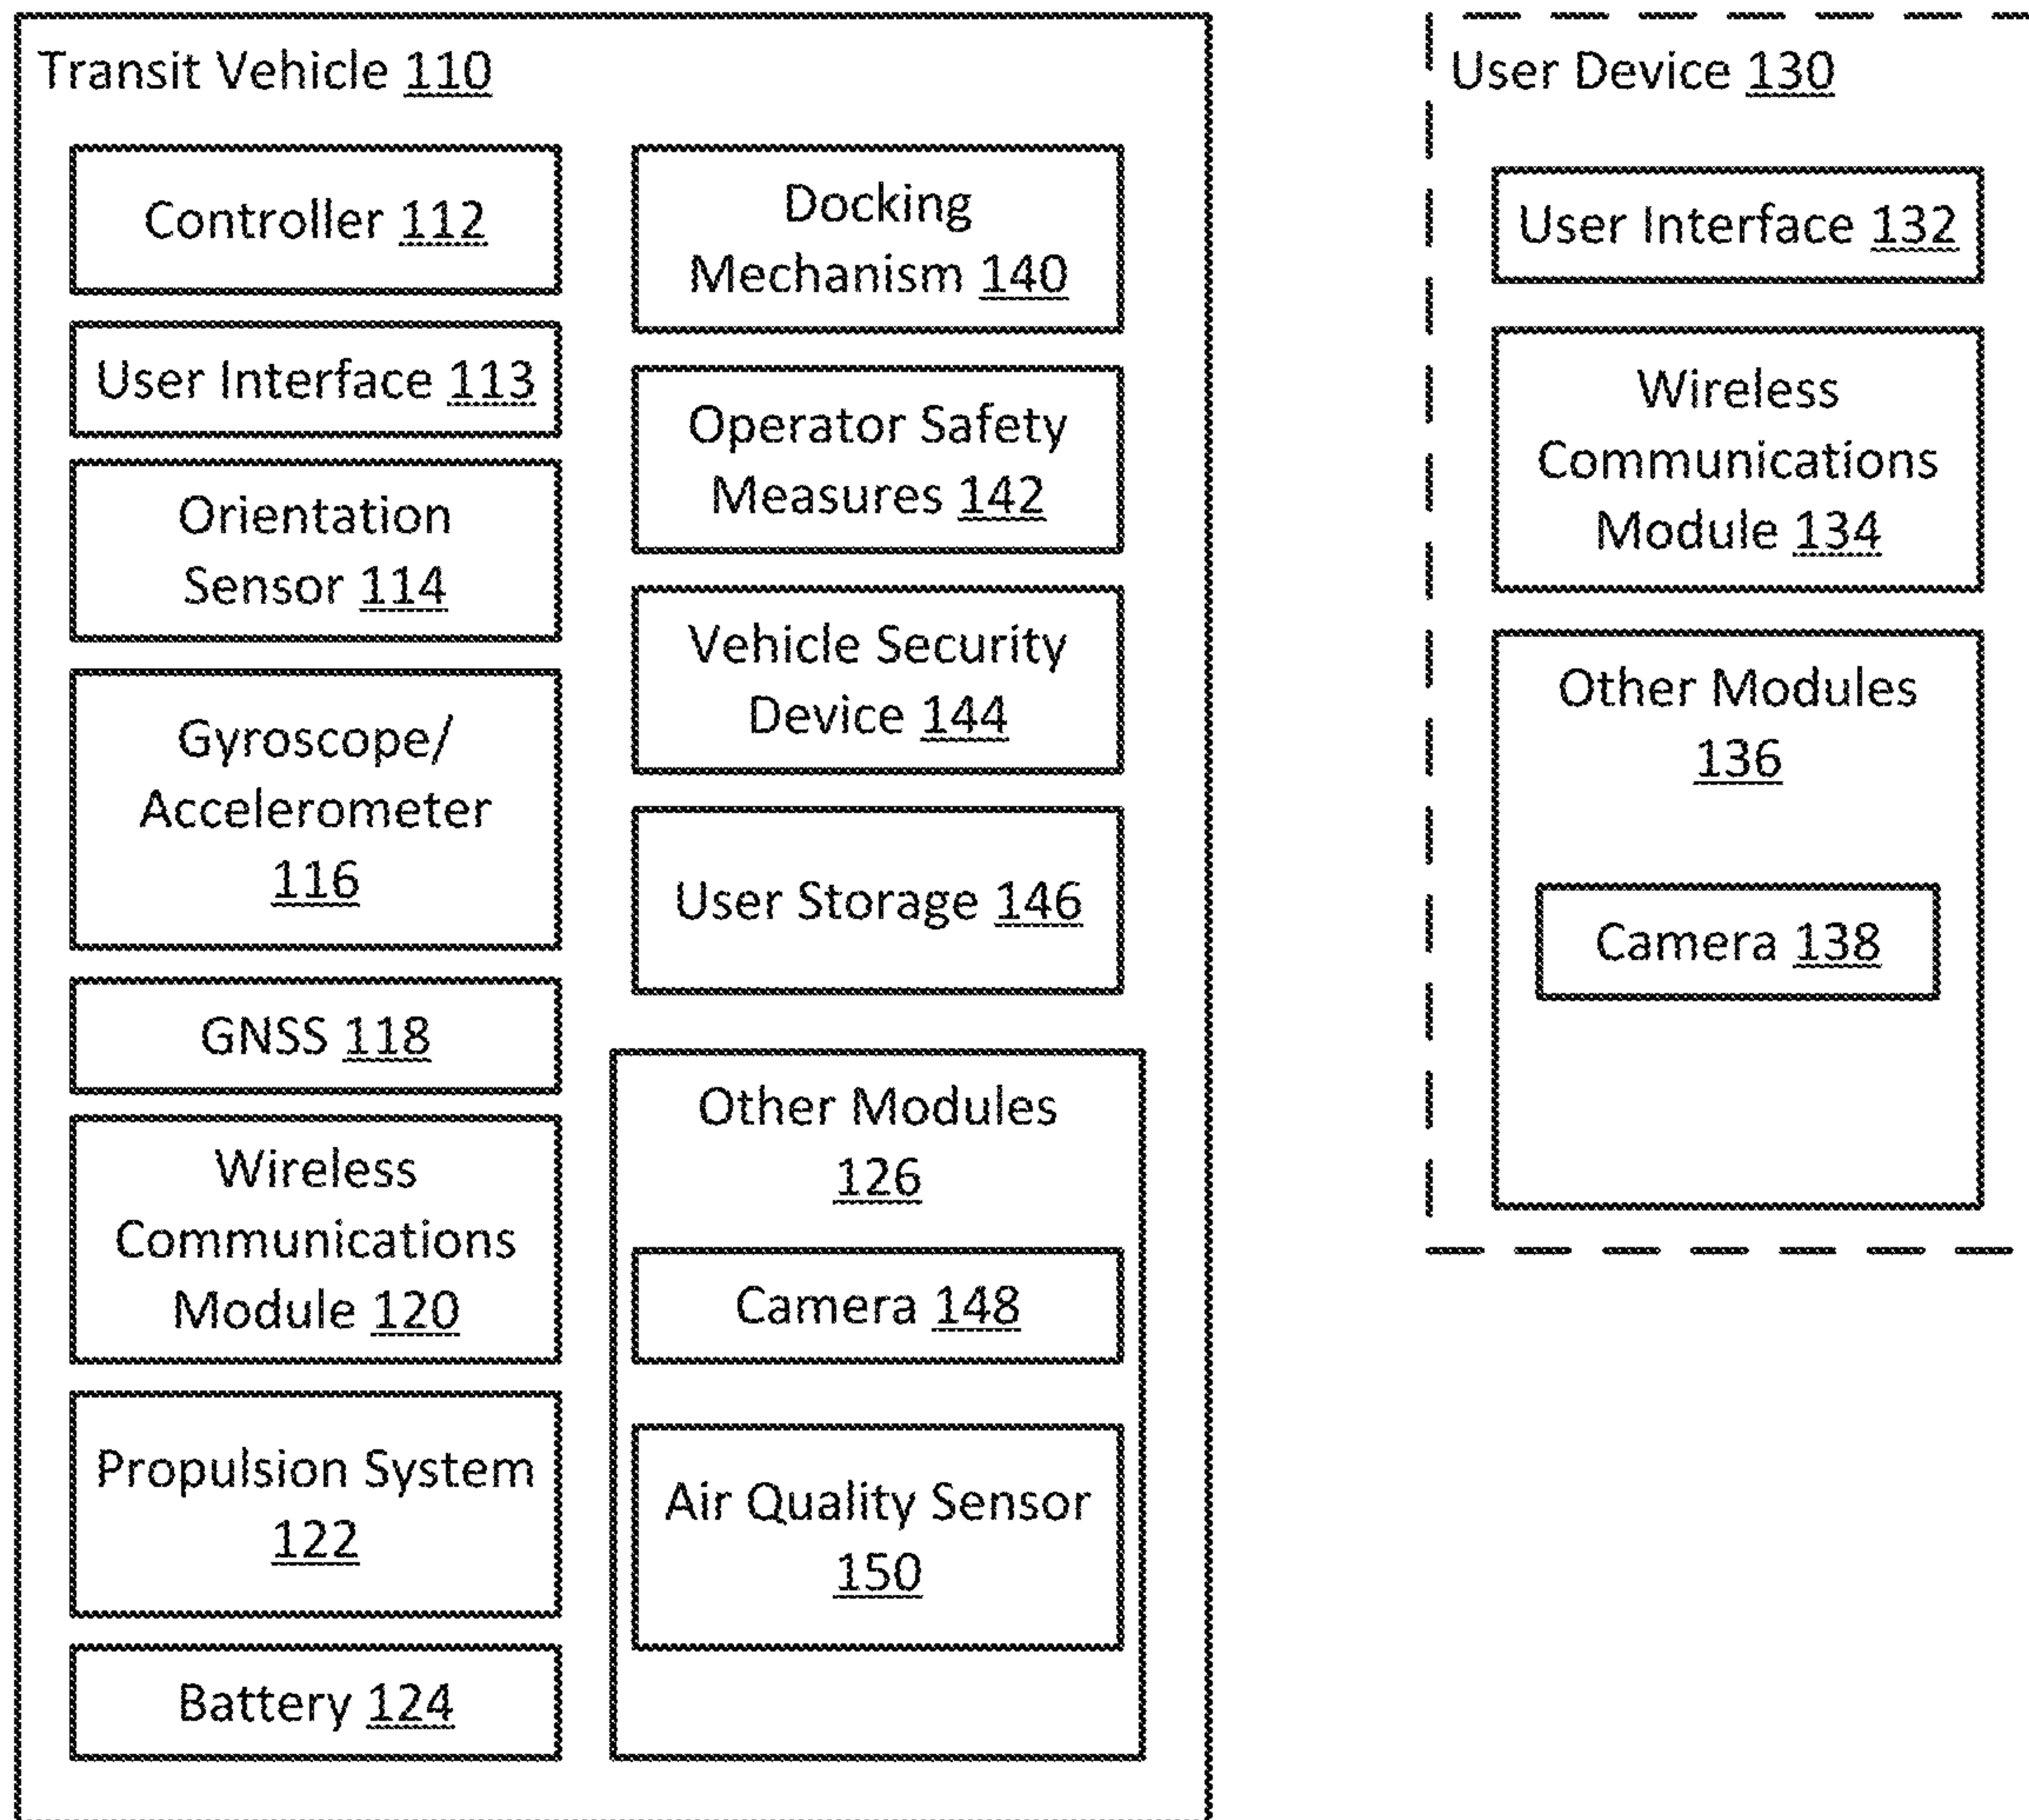 Transit Vehicle 110
Controller 112
User Interface 113
Orientation
Sensor 114
Gyroscope/
Accelerometer
116
GNSS 118
Wireless
Communications
Module 120
Propulsion System
122
Battery 124
Docking
Mechanism 140
Operator Safety
Measures 142
Vehicle Security
Device 144
User Storage 146
Other Modules
126
Camera 148
Air Quality Sensor
150
User Device 130
User Interface 132
Wireless
Communications
Module 134
Other Modules
136
Camera 138